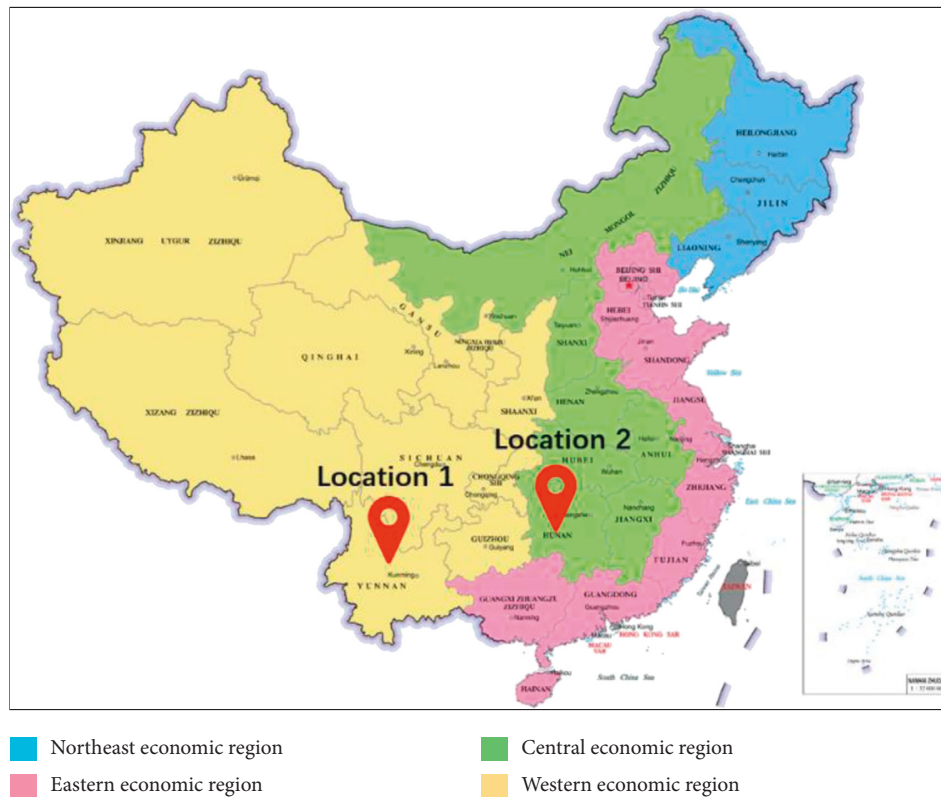 HEILONGJIANG
Harbin
Changchun
JILIN
LIAONING
Shenyang
Ürümqi
XINJIANG UYGUR ZIZHIQU
NEI MONGOL ZIZHIQU
Hohhot
BEIJING SHI
BEIJING
TIANJIN SHI
HEBEI
Shijiazhuang
GANSU
Yinchuan
NINGXIA HUIZU
ZIZHIQU
Taiyuan
SHANXI
Jinan
SHANDONG
Yellow Sea
QINGHAI
Xining
Lanzhou
Xi'an
SHAANXI
Zhengzhou
HENAN
JIANGSU
XIZANG ZIZHIQU
Lhasa
Location 1
Location 2
SICHUAN
Chengdu
CHONGQING
SHI
Chongqing
HUBEI
Wuhan
Hefei
ANHUI
Nanjing
Shanghai
SHANGHAI SHI
Hangzhou
ZHEJIANG
East China Sea
Nanchang
JIANGXI
HUNAN
GUIZHOU
Guiyang
Fuzhou
FUJIAN
Kunming
YUNNAN
GUANGXI ZHUANGZU
ZIZHIQU
Nanning
GUANGDONG
Guangzhou
Hong Kong
HONG KONG SAR
Macau
MACAU
SAR
Taipei
TAIWAN
Haikou
HAINAN
South China Sea
Northeast economic region
Central economic region
Eastern economic region
Western economic region